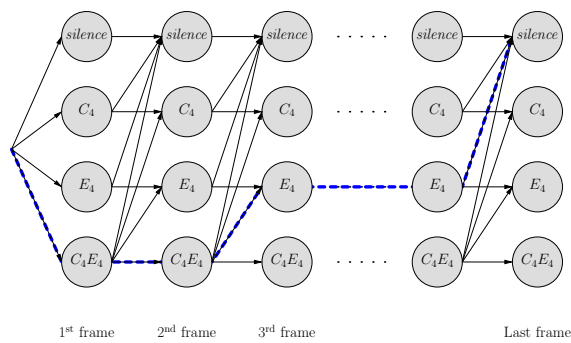 silence silence silence ..... silence silence
C₄ C₄ C₄ ..... C₄ C₄
E₄ E₄ E₄ E₄ E₄
C₄E₄ C₄E₄ C₄E₄ ..... C₄E₄ C₄E₄
1ˢᵗ frame 2ⁿᵈ frame 3ʳᵈ frame Last frame